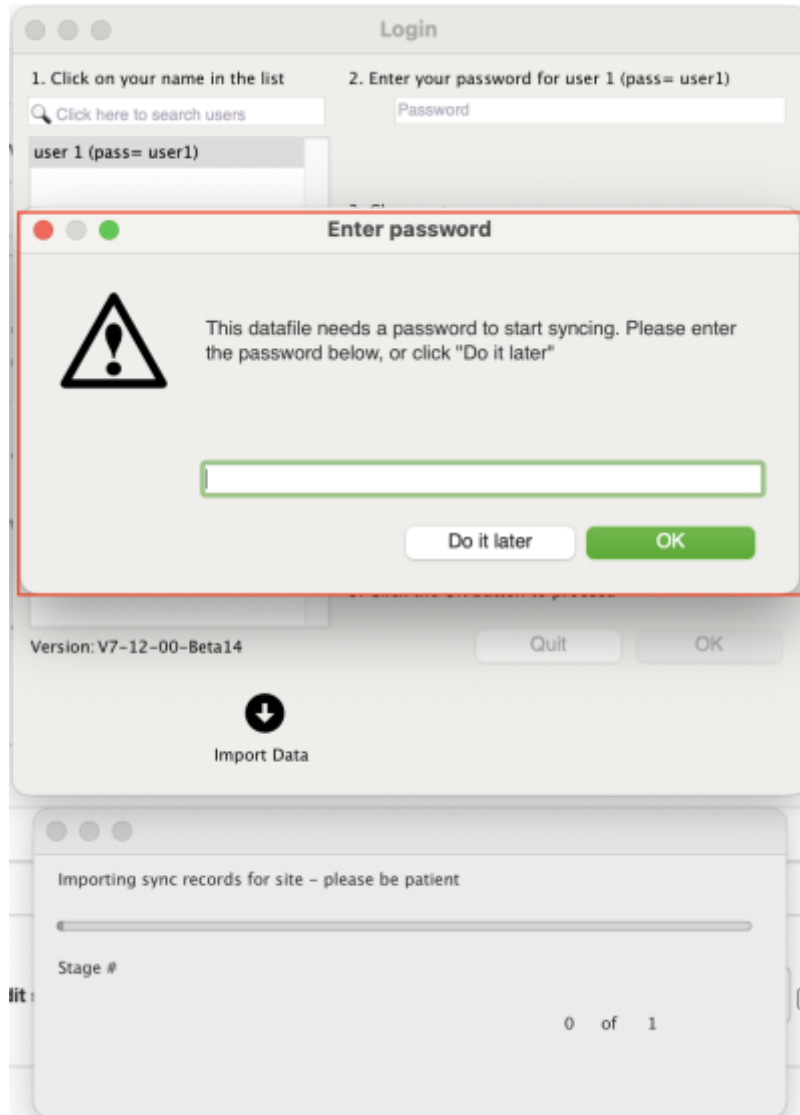 Login
1. Click on your name in the list
2. Enter your password for user 1 (pass= user1)
Click here to search users
Password
user 1 (pass= user1)
Enter password
This datafile needs a password to start syncing. Please enter
the password below, or click "Do it later"
Do it later
OK
Version: V7-12-00-Beta14
Quit
OK
Import Data
Importing sync records for site – please be patient
Stage #
dit
0 of 1